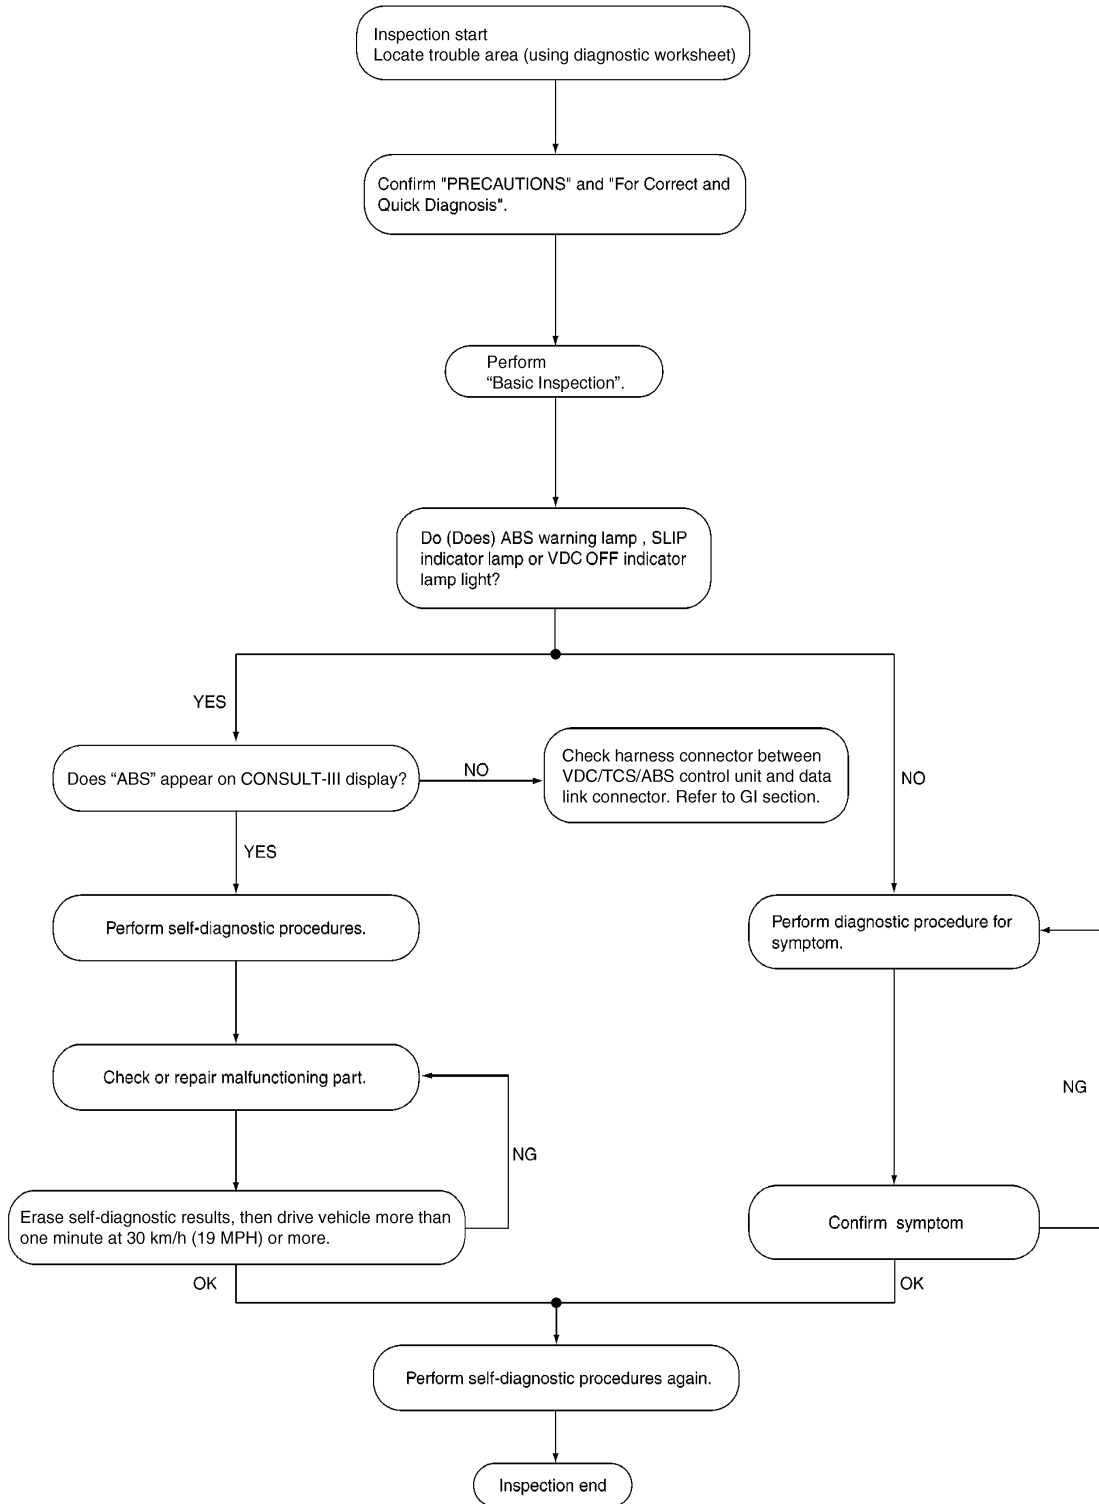 Inspection start
Locate trouble area (using diagnostic worksheet)
Confirm "PRECAUTIONS" and "For Correct and
Quick Diagnosis".
Perform
“Basic Inspection”.
Do (Does) ABS warning lamp , SLIP
indicator lamp or VDC OFF indicator
lamp light?
YES
NO
Does “ABS” appear on CONSULT-III display?
NO
Check harness connector between
VDC/TCS/ABS control unit and data
link connector. Refer to GI section.
YES
Perform self-diagnostic procedures.
Perform diagnostic procedure for
symptom.
Check or repair malfunctioning part.
NG
NG
Erase self-diagnostic results, then drive vehicle more than
one minute at 30 km/h (19 MPH) or more.
Confirm symptom
OK
OK
Perform self-diagnostic procedures again.
Inspection end